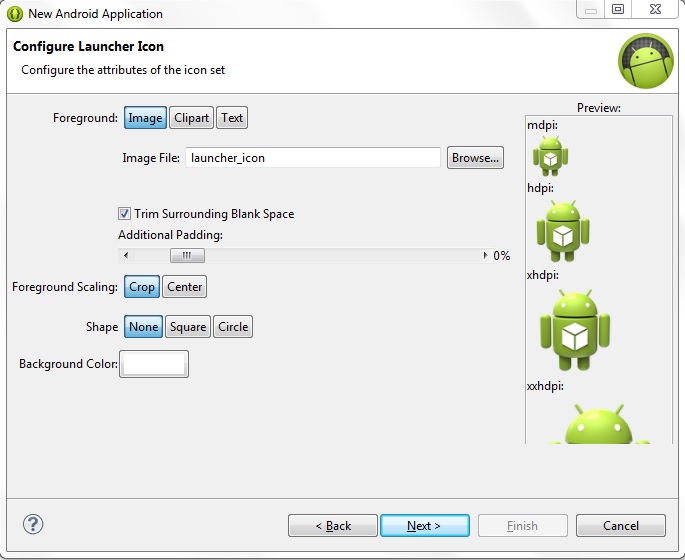 New Android Application
Configure Launcher Icon
Configure the attributes of the icon set
Foreground: Image Clipart Text
Image File: launcher_icon Browse...
Trim Surrounding Blank Space
Additional Padding:
0%
Foreground Scaling: Crop Center
Shape None Square Circle
Background Color:
Preview:
mdpi:
hdpi:
xhdpi:
xxhdpi:
? < Back Next > Finish Cancel